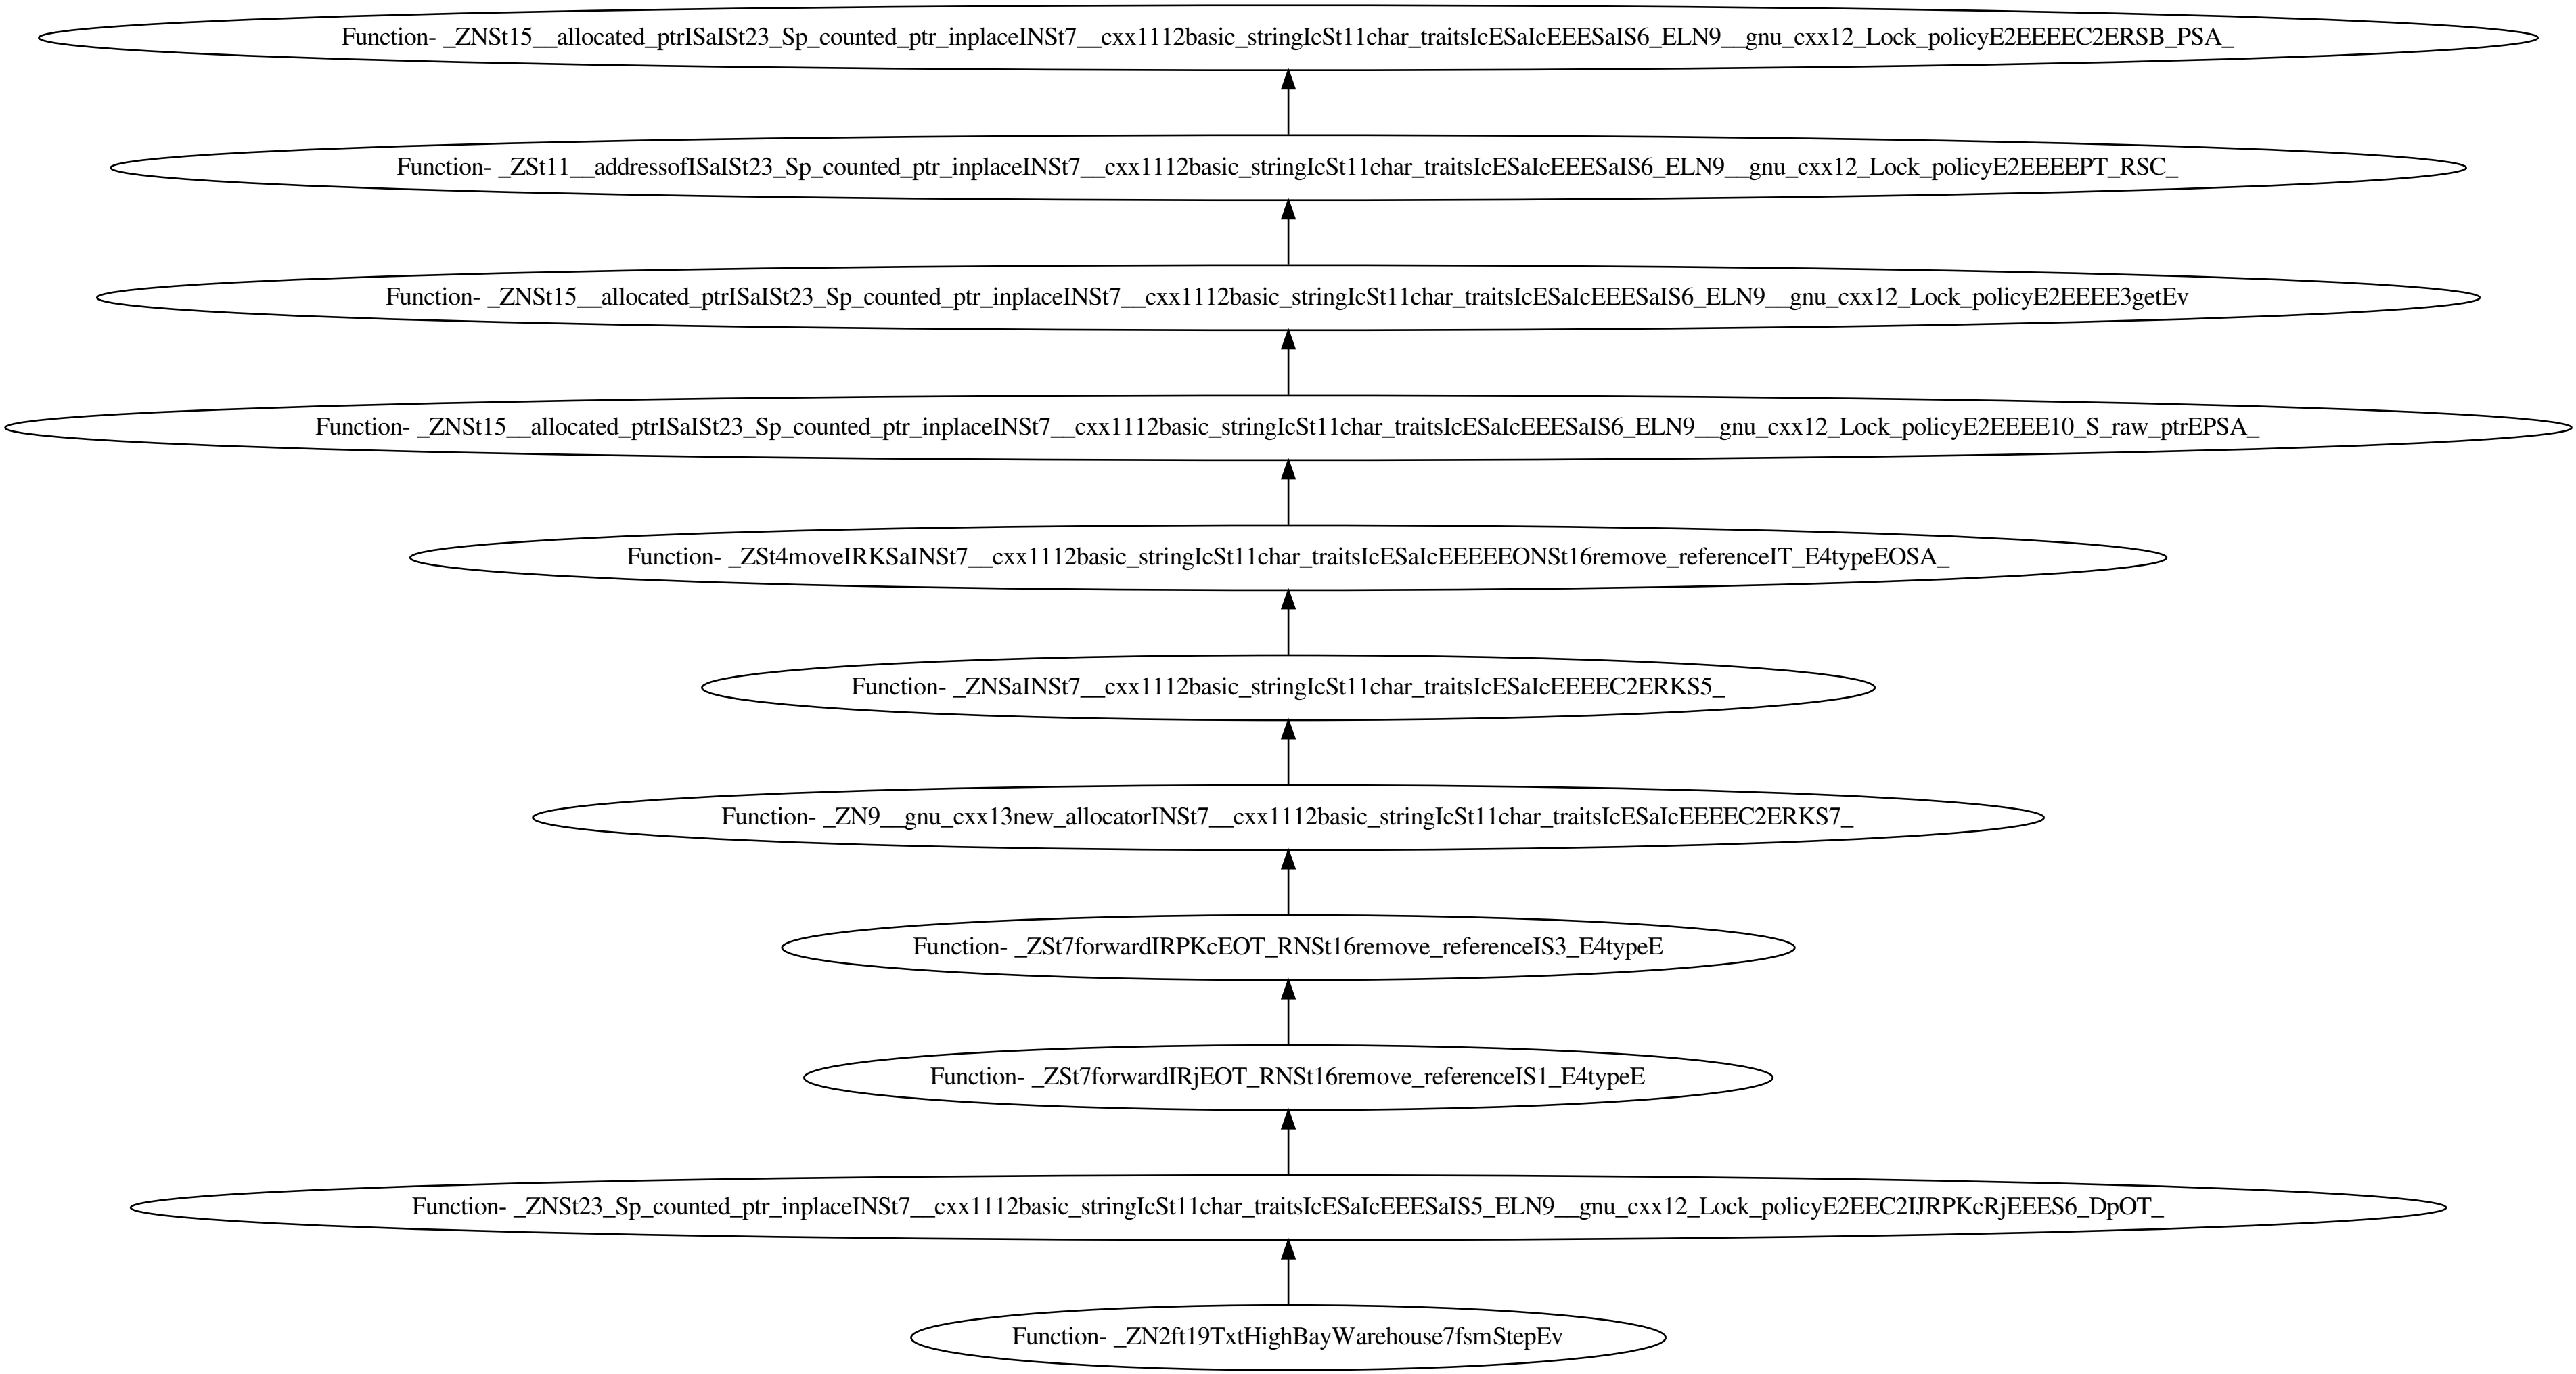 Function- _ZNSt15__allocated_ptrISaISt23_Sp_counted_ptr_inplaceINSt7__cxx1112basic_stringIcSt11char_traitsIcESaIcEEESaIS6_ELN9__gnu_cxx12_Lock_policyE2EEEEC2ERSB_PSA_
Function- _ZSt11__addressofISaISt23_Sp_counted_ptr_inplaceINSt7__cxx1112basic_stringIcSt11char_traitsIcESaIcEEESaIS6_ELN9__gnu_cxx12_Lock_policyE2EEEEPT_RSC_
Function- _ZNSt15__allocated_ptrISaISt23_Sp_counted_ptr_inplaceINSt7__cxx1112basic_stringIcSt11char_traitsIcESaIcEEESaIS6_ELN9__gnu_cxx12_Lock_policyE2EEEE3getEv
Function- _ZNSt15__allocated_ptrISaISt23_Sp_counted_ptr_inplaceINSt7__cxx1112basic_stringIcSt11char_traitsIcESaIcEEESaIS6_ELN9__gnu_cxx12_Lock_policyE2EEEE10_S_raw_ptrEPSA_
Function- _ZSt4moveIRKSaINSt7__cxx1112basic_stringIcSt11char_traitsIcESaIcEEEEEONSt16remove_referenceIT_E4typeEOSA_
Function- _ZNSaINSt7__cxx1112basic_stringIcSt11char_traitsIcESaIcEEEEC2ERKS5_
Function- _ZN9__gnu_cxx13new_allocatorINSt7__cxx1112basic_stringIcSt11char_traitsIcESaIcEEEEC2ERKS7_
Function- _ZSt7forwardIRPKcEOT_RNSt16remove_referenceIS3_E4typeE
Function- _ZSt7forwardIRjEOT_RNSt16remove_referenceIS1_E4typeE
Function- _ZNSt23_Sp_counted_ptr_inplaceINSt7__cxx1112basic_stringIcSt11char_traitsIcESaIcEEESaIS5_ELN9__gnu_cxx12_Lock_policyE2EEC2IJRPKcRjEEES6_DpOT_
Function- _ZN2ft19TxtHighBayWarehouse7fsmStepEv